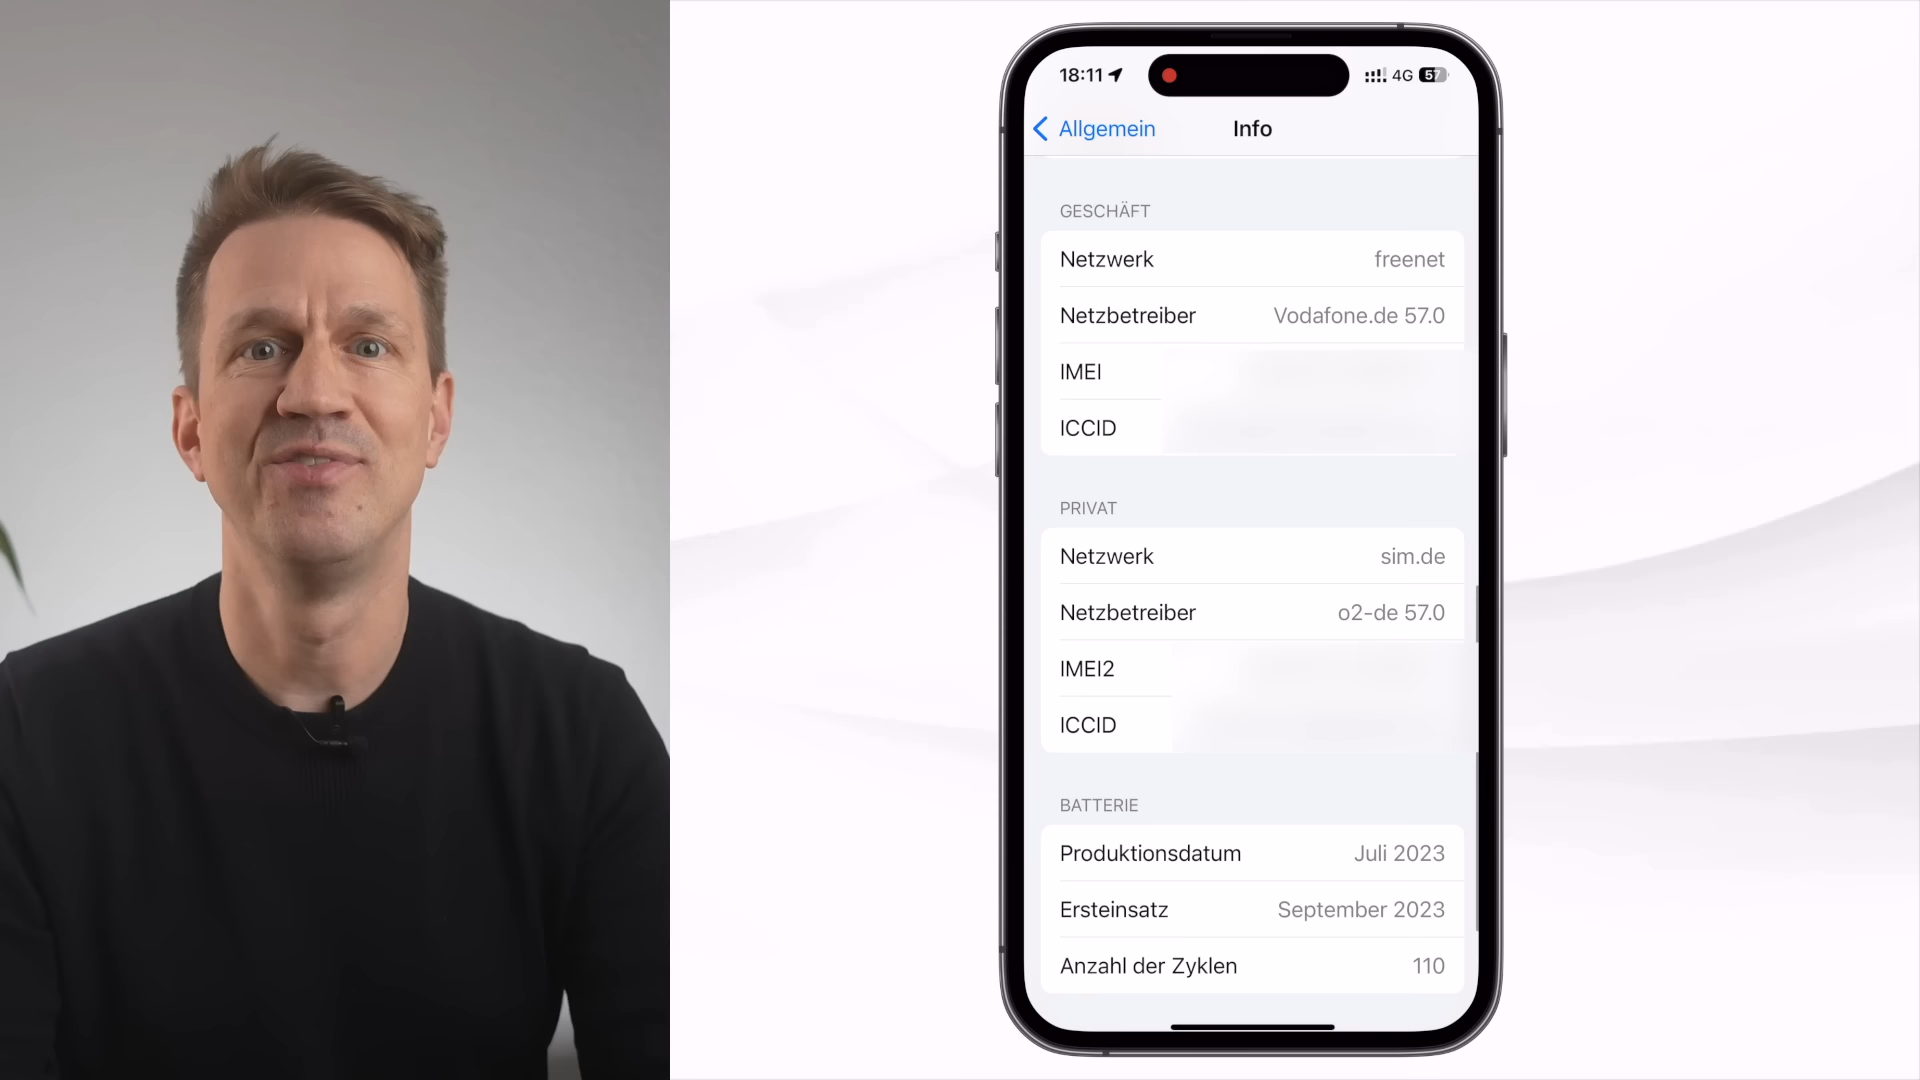 18:11 4G 57
Allgemein Info
GESCHÄFT
Netzwerk freenet
Netzbetreiber Vodafone.de 57.0
IMEI
ICCID
PRIVAT
Netzwerk sim.de
Netzbetreiber o2-de 57.0
IMEI2
ICCID
BATTERIE
Produktionsdatum Juli 2023
Ersteinsatz September 2023
Anzahl der Zyklen 110